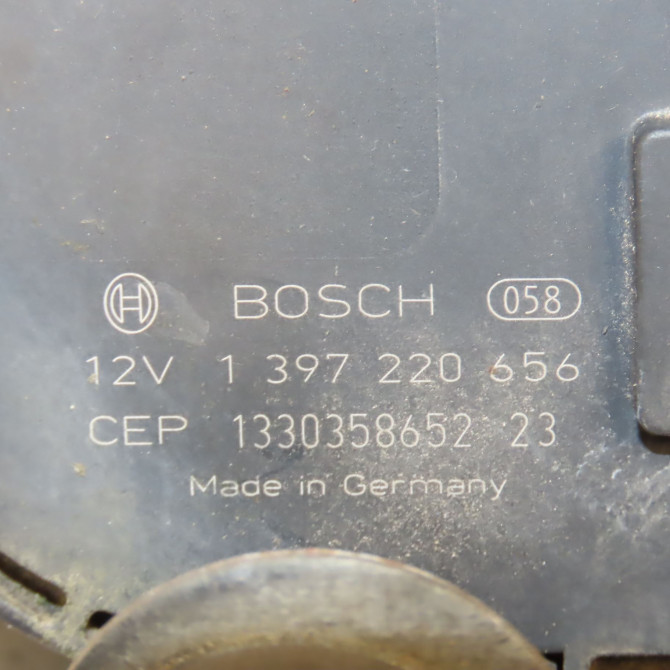 BOSCH 058
12V 1 397 220 656
CEP 1330358652 23
Made in Germany